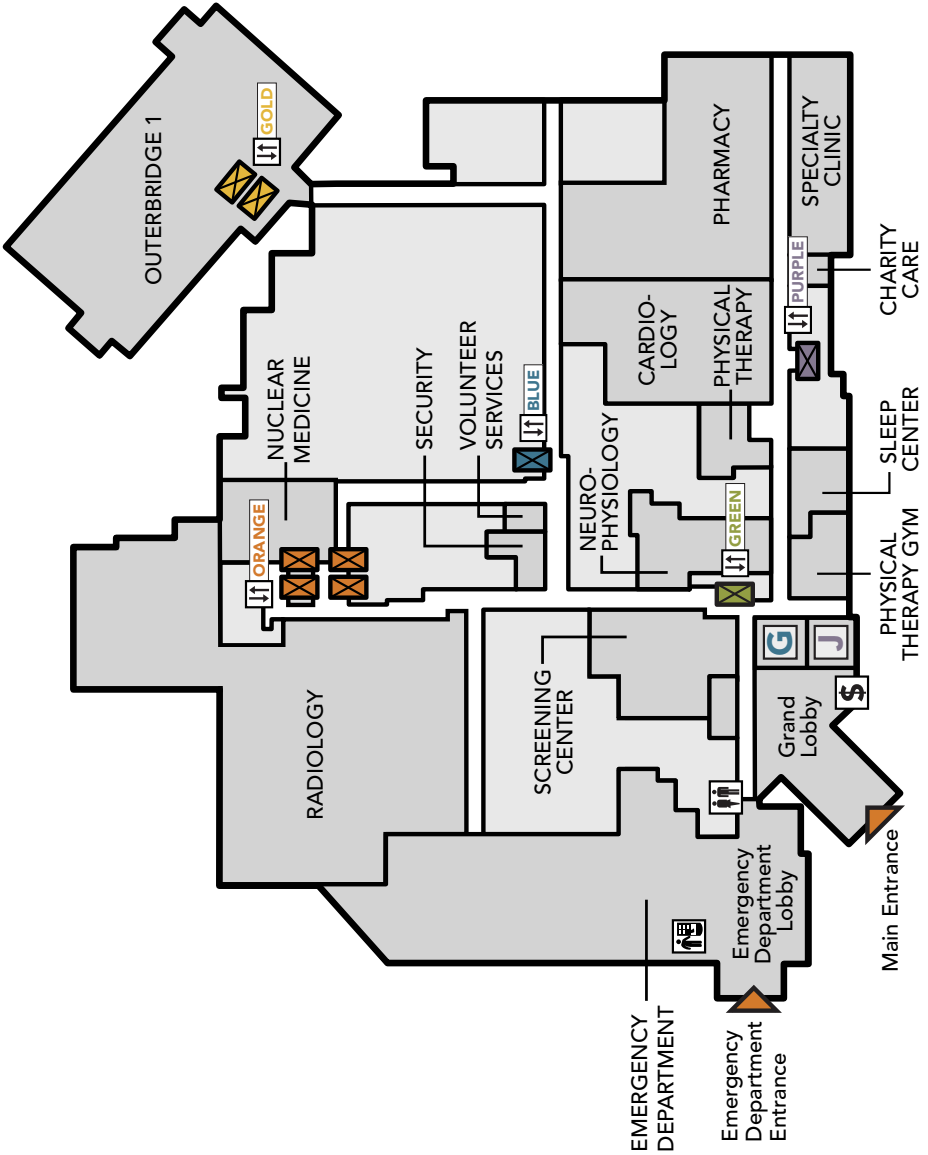 OUTERBRIDGE 1
GOLD
ORANGE
NUCLEAR
MEDICINE
RADIOLOGY
SECURITY
VOLUNTEER
SERVICES
BLUE
SCREENING
CENTER
NEURO-
PHYSIOLOGY
CARDIO-
LOGY
EMERGENCY
DEPARTMENT
PHYSICAL
THERAPY
PHARMACY
GREEN
Emergency
Department
Entrance
Emergency
Department
Lobby
Grand
Lobby
G
J
$
PURPLE
SPECIALTY
CLINIC
Main Entrance
PHYSICAL
THERAPY GYM
SLEEP
CENTER
CHARITY
CARE